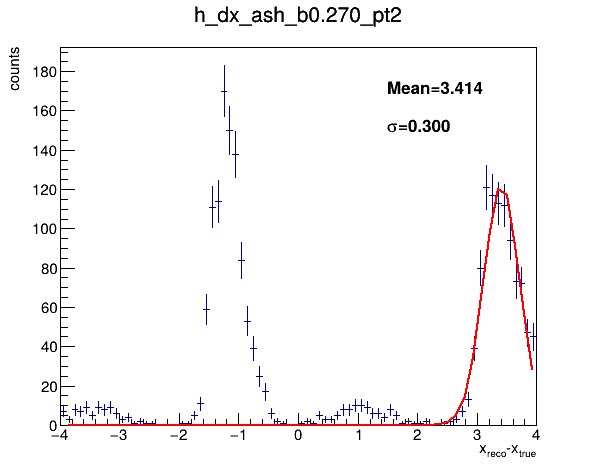 h_dx_ash_b0.270_pt2
counts
Mean=3.414
σ=0.300
180
160
140
120
100
80
60
40
20
0
−4 −3 −2 −1 0 1 2 3 4
x_reco-x_true